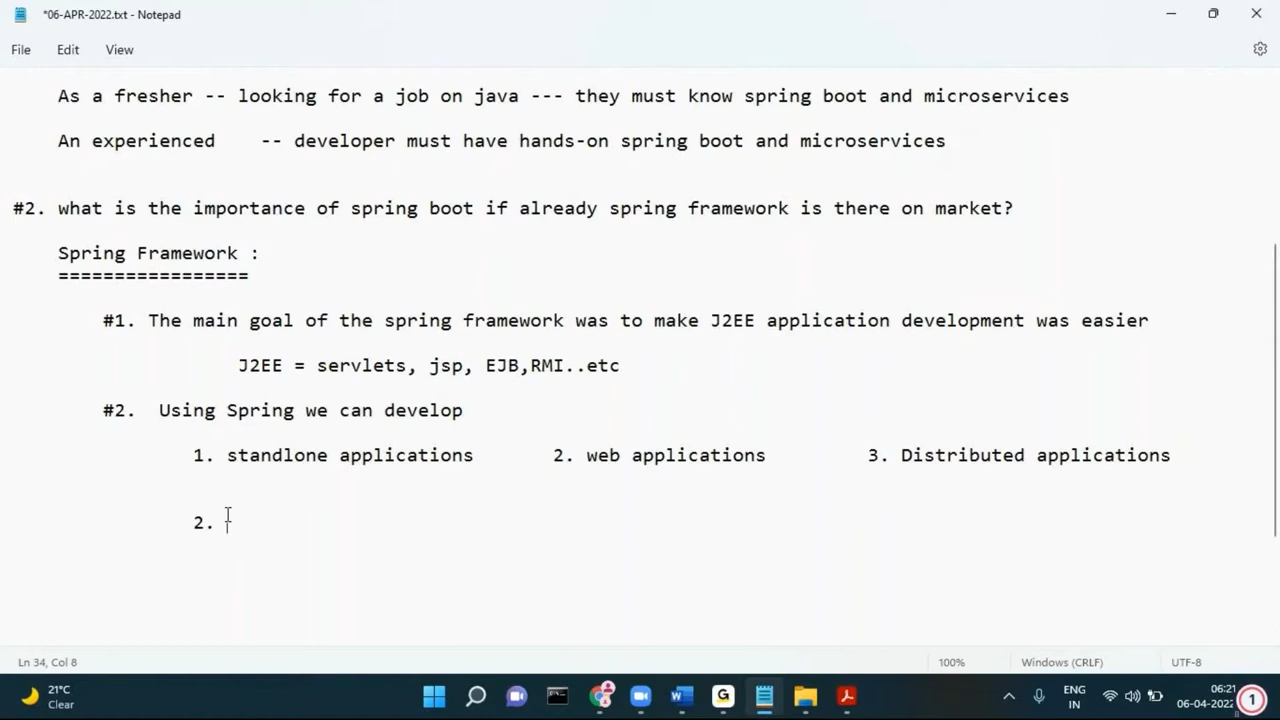 *06-APR-2022.txt - Notepad
File Edit View
As a fresher -- looking for a job on java --- they must know spring boot and microservices
An experienced    -- developer must have hands-on spring boot and microservices
#2. what is the importance of spring boot if already spring framework is there on market?
Spring Framework :
=================
#1. The main goal of the spring framework was to make J2EE application development was easier
J2EE = servlets, jsp, EJB,RMI..etc
#2.  Using Spring we can develop
1. standlone applications       2. web applications         3. Distributed applications
2.
Ln 34, Col 8 100% Windows (CRLF) UTF-8
21°C ENG 06:21
Clear IN 06-04-2022 1